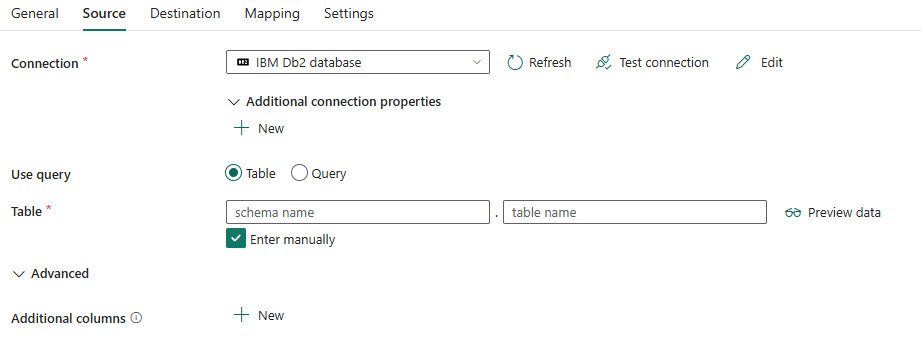 General Source Destination Mapping Settings
Connection * IBM Db2 database Refresh Test connection Edit
Additional connection properties
New
Use query Table Query
Table * schema name . table name Preview data
Enter manually
Advanced
Additional columns New